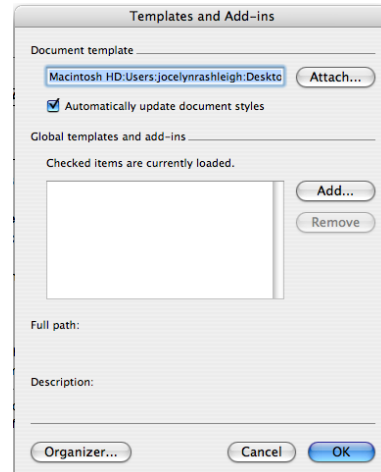 Templates and Add-ins
Document template
Macintosh HD:Users:jocelynrashleigh:Deskto
Attach...
Automatically update document styles
Global templates and add-ins
Checked items are currently loaded.
Add...
Remove
Full path:
Description:
Organizer...
Cancel
OK